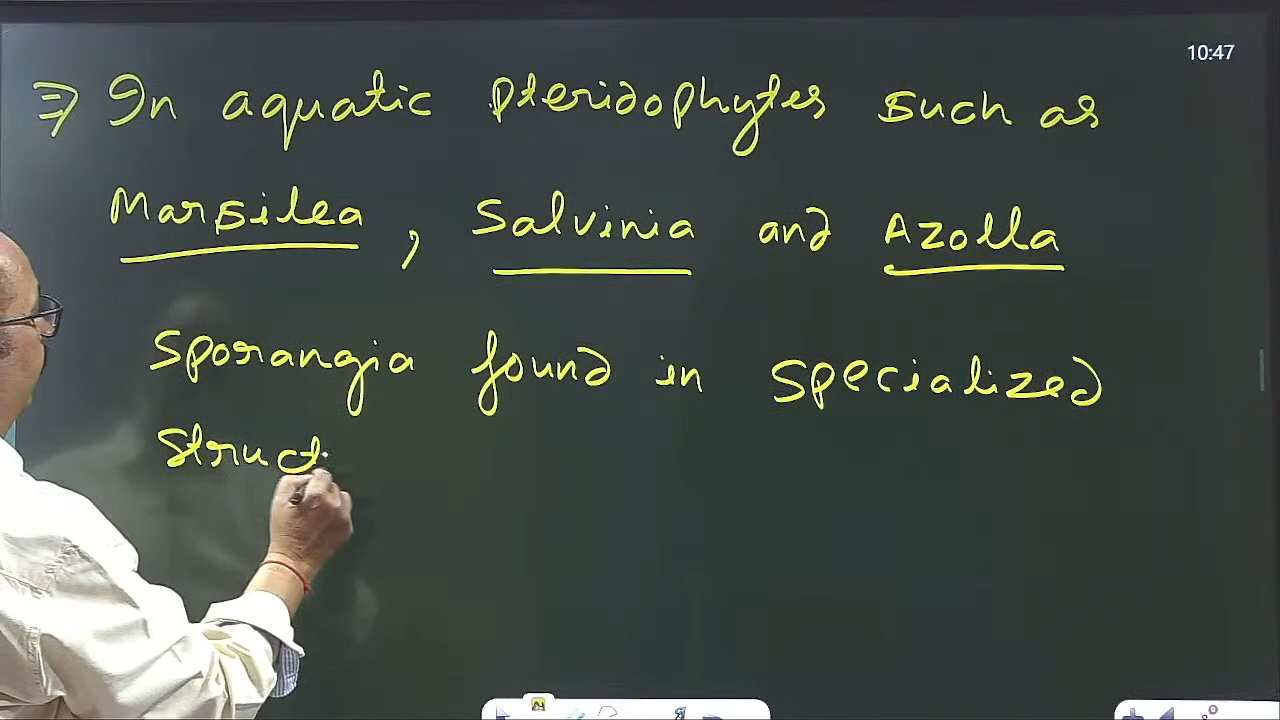 10:47
⇒ In aquatic pteridophytes such as
Marsilea, Salvinia and Azolla
Sporangia found in specialized
struct